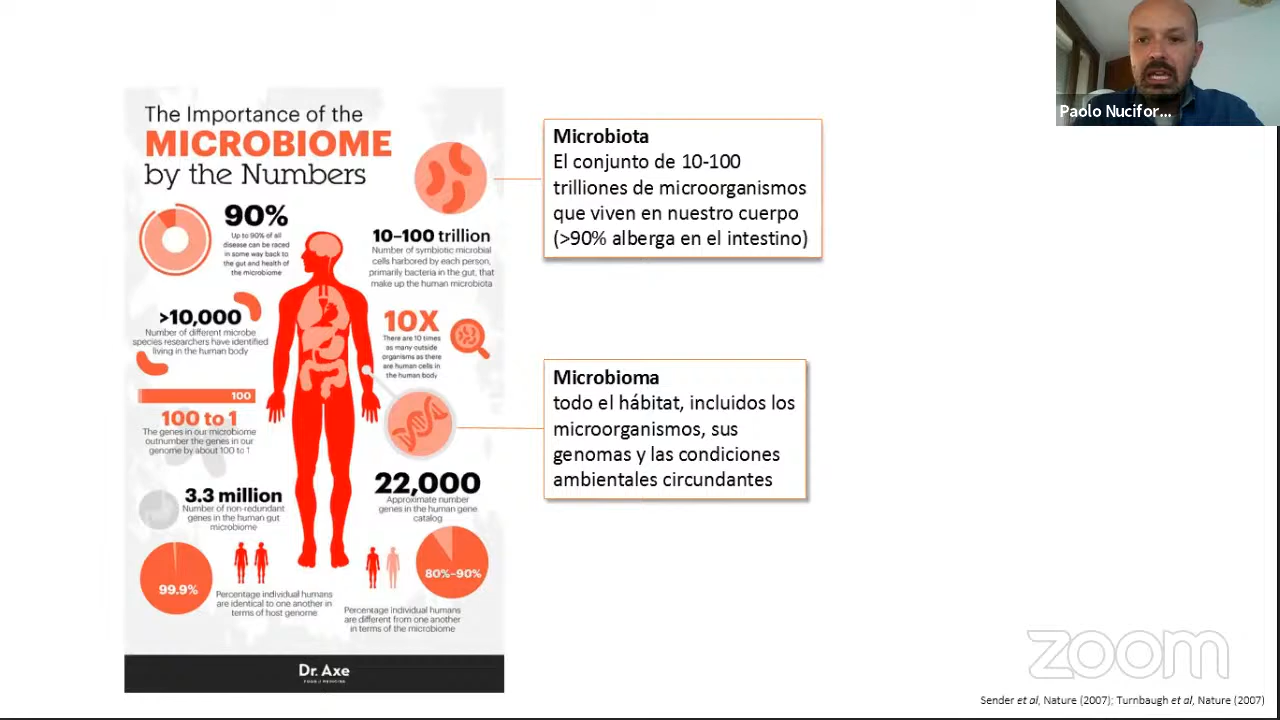 The Importance of the
MICROBIOME
by the Numbers
90%
Up to 90% of all
disease can be raced
in some way back to
the gut and health of
the microbiome
10–100 trillion
Number of symbiotic microbial
cells harbored by each person,
primarily bacteria in the gut, that
make up the human microbiota
>10,000
Number of different microbe
species researchers have identified
living in the human body
10X
There are 10 times
as many outside
organisms as there
are human cells in
the human body
100
100 to 1
The genes in our microbiome
outnumber the genes in our
genome by about 100 to 1
3.3 million
Number of non-redundant
genes in the human gut
microbiome
22,000
Approximate number
genes in the human gene
catalog
99.9%
Percentage individual humans
are identical to one another in
terms of host genome
80%–90%
Percentage individual humans
are different from one another
in terms of the microbiome
Dr. Axe
FOOD MEDICINE
Microbiota
El conjunto de 10-100
trilliones de microorganismos
que viven en nuestro cuerpo
(>90% alberga en el intestino)
Microbioma
todo el hábitat, incluidos los
microorganismos, sus
genomas y las condiciones
ambientales circundantes
Paolo Nucifor...
zoom
Sender et al, Nature (2007); Turnbaugh et al, Nature (2007)